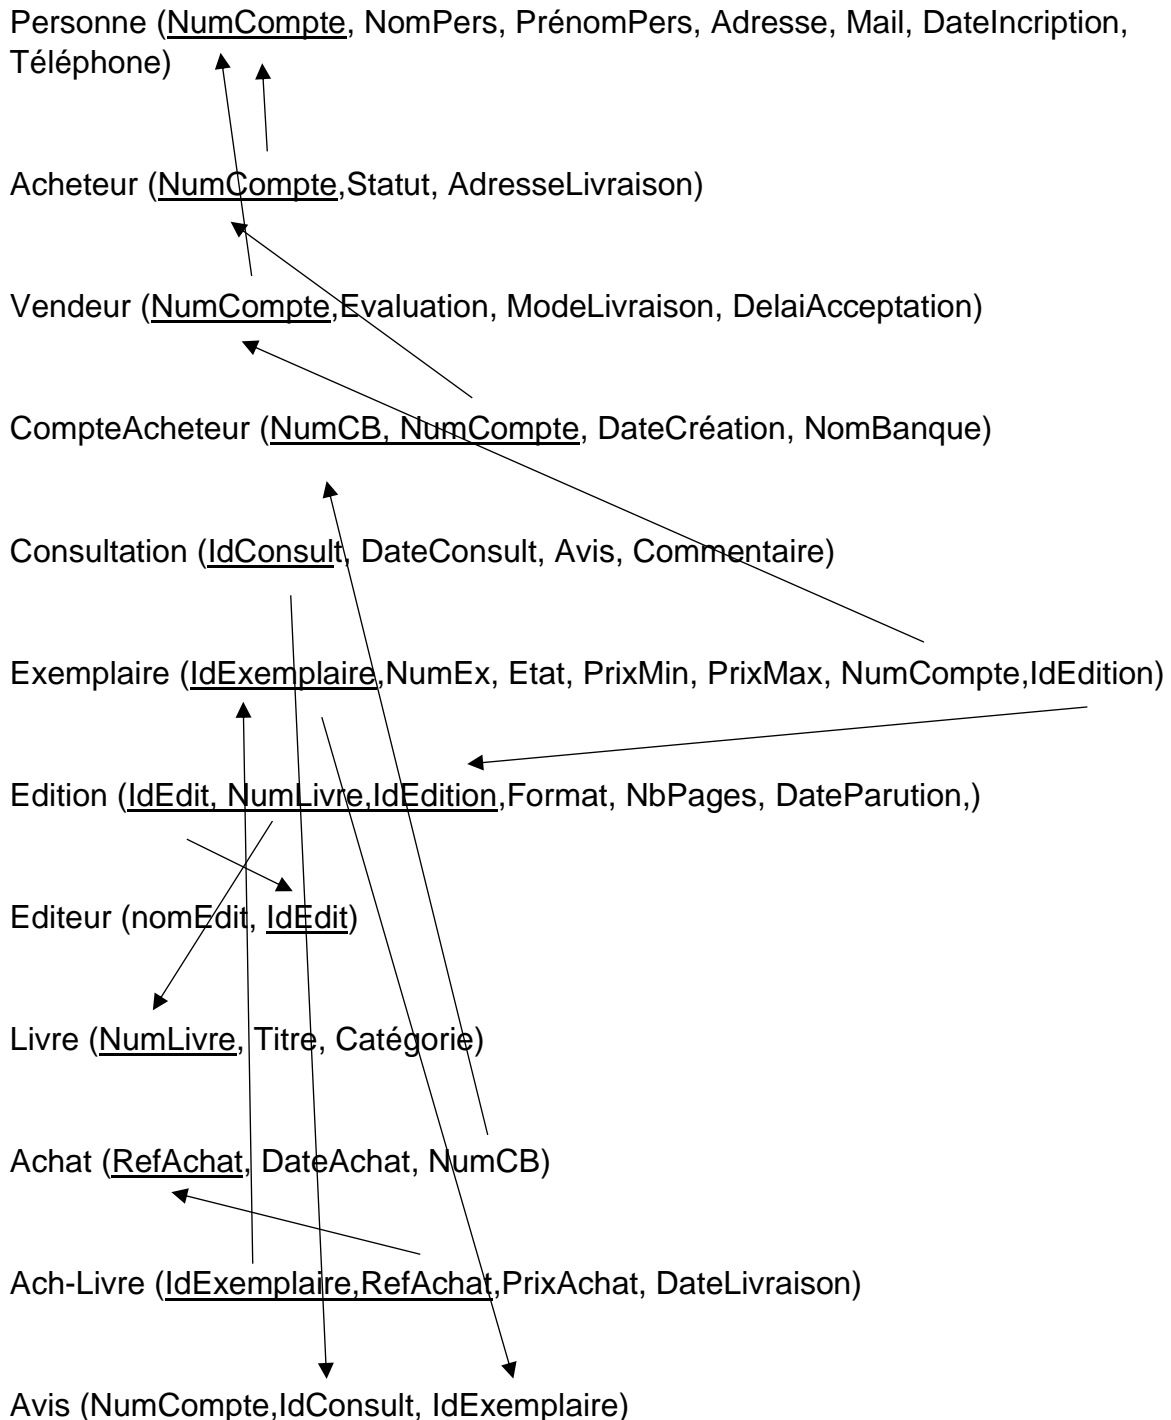 Personne (NumCompte, NomPers, PrénomPers, Adresse, Mail, DateIncription,
Téléphone)
Acheteur (NumCompte,Statut, AdresseLivraison)
Vendeur (NumCompte,Evaluation, ModeLivraison, DelaiAcceptation)
CompteAcheteur (NumCB, NumCompte, DateCréation, NomBanque)
Consultation (IdConsult, DateConsult, Avis, Commentaire)
Exemplaire (IdExemplaire,NumEx, Etat, PrixMin, PrixMax, NumCompte,IdEdition)
Edition (IdEdit, NumLivre,IdEdition,Format, NbPages, DateParution,)
Editeur (nomEdit, IdEdit)
Livre (NumLivre, Titre, Catégorie)
Achat (RefAchat, DateAchat, NumCB)
Ach-Livre (IdExemplaire,RefAchat,PrixAchat, DateLivraison)
Avis (NumCompte,IdConsult, IdExemplaire)